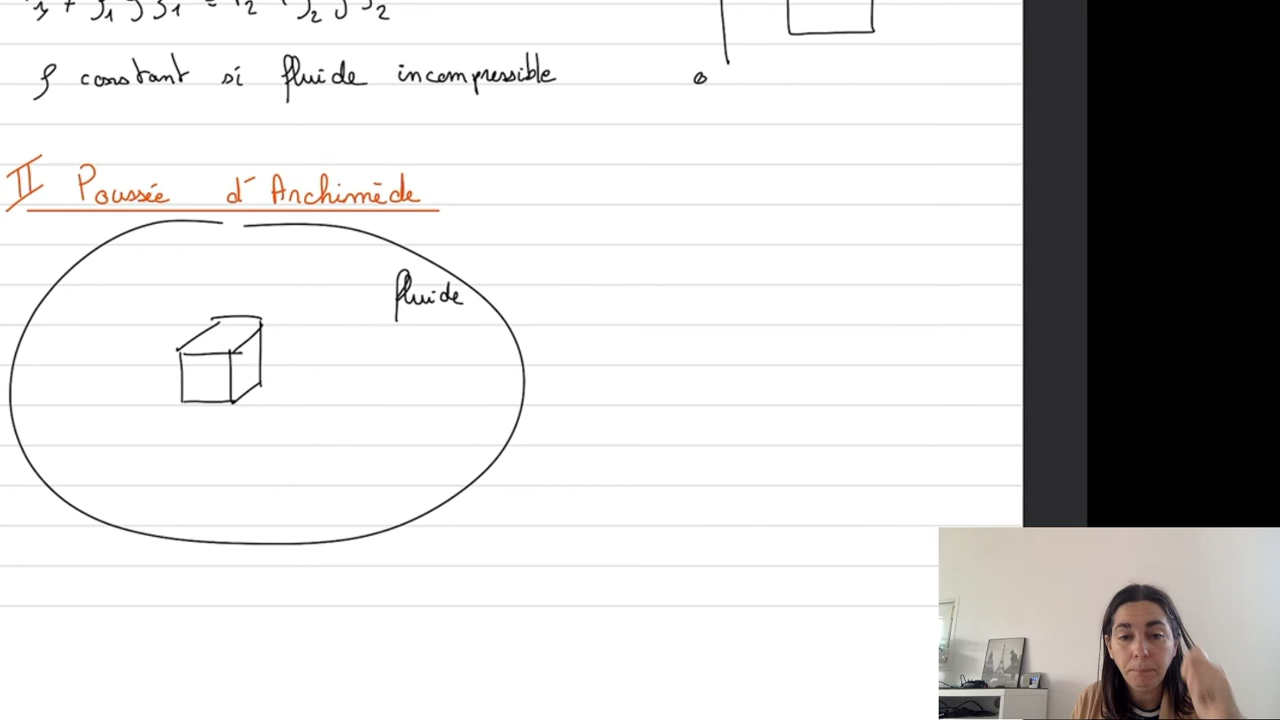 ρ constant si fluide incompressible
o
II Poussée d'Archimède
fluide